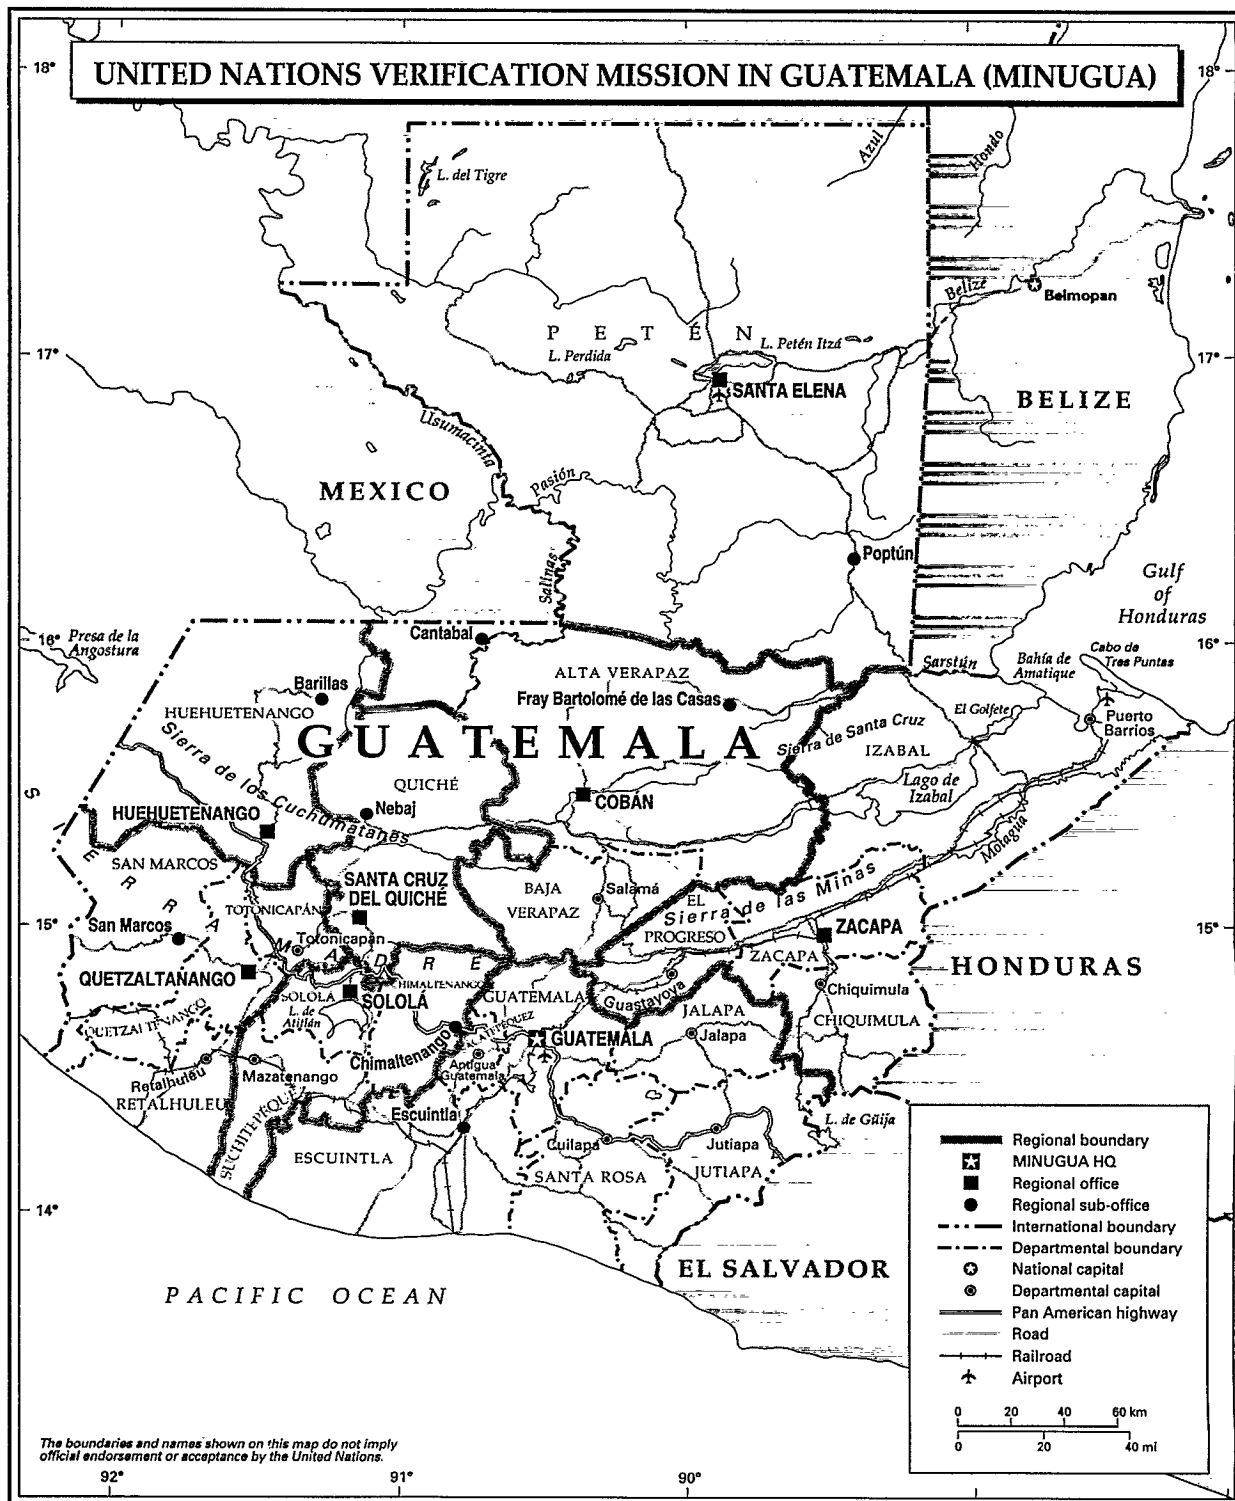 UNITED NATIONS VERIFICATION MISSION IN GUATEMALA (MINUGUA)
18°
18°
Azul
Hondo
L. del Tigre
Belize
Belmopan
PETÉN
L. Petén Itzá
L. Perdida
17°
17°
SANTA ELENA
BELIZE
Usumacinta
Pasión
MEXICO
Salinas
Poptún
Gulf
of
Honduras
16°
16°
Presa de la
Angostura
Cantabal
Sarstún
Bahía de
Amatique
Cabo de
Tres Puntas
ALTA VERAPAZ
Barillas
Fray Bartolomé de las Casas
HUEHUETENANGO
El Golfete
Puerto
Barrios
GUATEMALA
Sierra de Santa Cruz
IZABAL
Sierra de los Cuchumatanes
QUICHÉ
Lago de
Izabal
COBÁN
Nebaj
HUEHUETENANGO
Motagua
SIERRA MADRE
SAN MARCOS
SANTA CRUZ
DEL QUICHÉ
BAJA
VERAPAZ
Salamá
EL
PROGRESO
Sierra de las Minas
TOTONICAPÁN
San Marcos
Totonicapán
ZACAPA
ZACAPA
15°
15°
HONDURAS
QUETZALTANANGO
SOLOLA
SOLOLÁ
L. de
Atitlán
CHIMALTENANGO
GUATEMALA
Guastayoya
Chiquimula
JALAPA
CHIQUIMULA
QUETZALTENANGO
Chimaltenango
SACATEPEQUEZ
GUATEMALA
Jalapa
Antigua
Guatemala
Retalhuleu
Mazatenango
RETALHULEU
SUCHITEPEQUEZ
Escuintla
L. de Güija
Cuilapa
Jutiapa
ESCUINTLA
SANTA ROSA
JUTIAPA
14°
EL SALVADOR
PACIFIC OCEAN
Regional boundary
MINUGUA HQ
Regional office
Regional sub-office
International boundary
Departmental boundary
National capital
Departmental capital
Pan American highway
Road
Railroad
Airport
0 20 40 60 km
0 20 40 mi
The boundaries and names shown on this map do not imply
official endorsement or acceptance by the United Nations.
92°
91°
90°